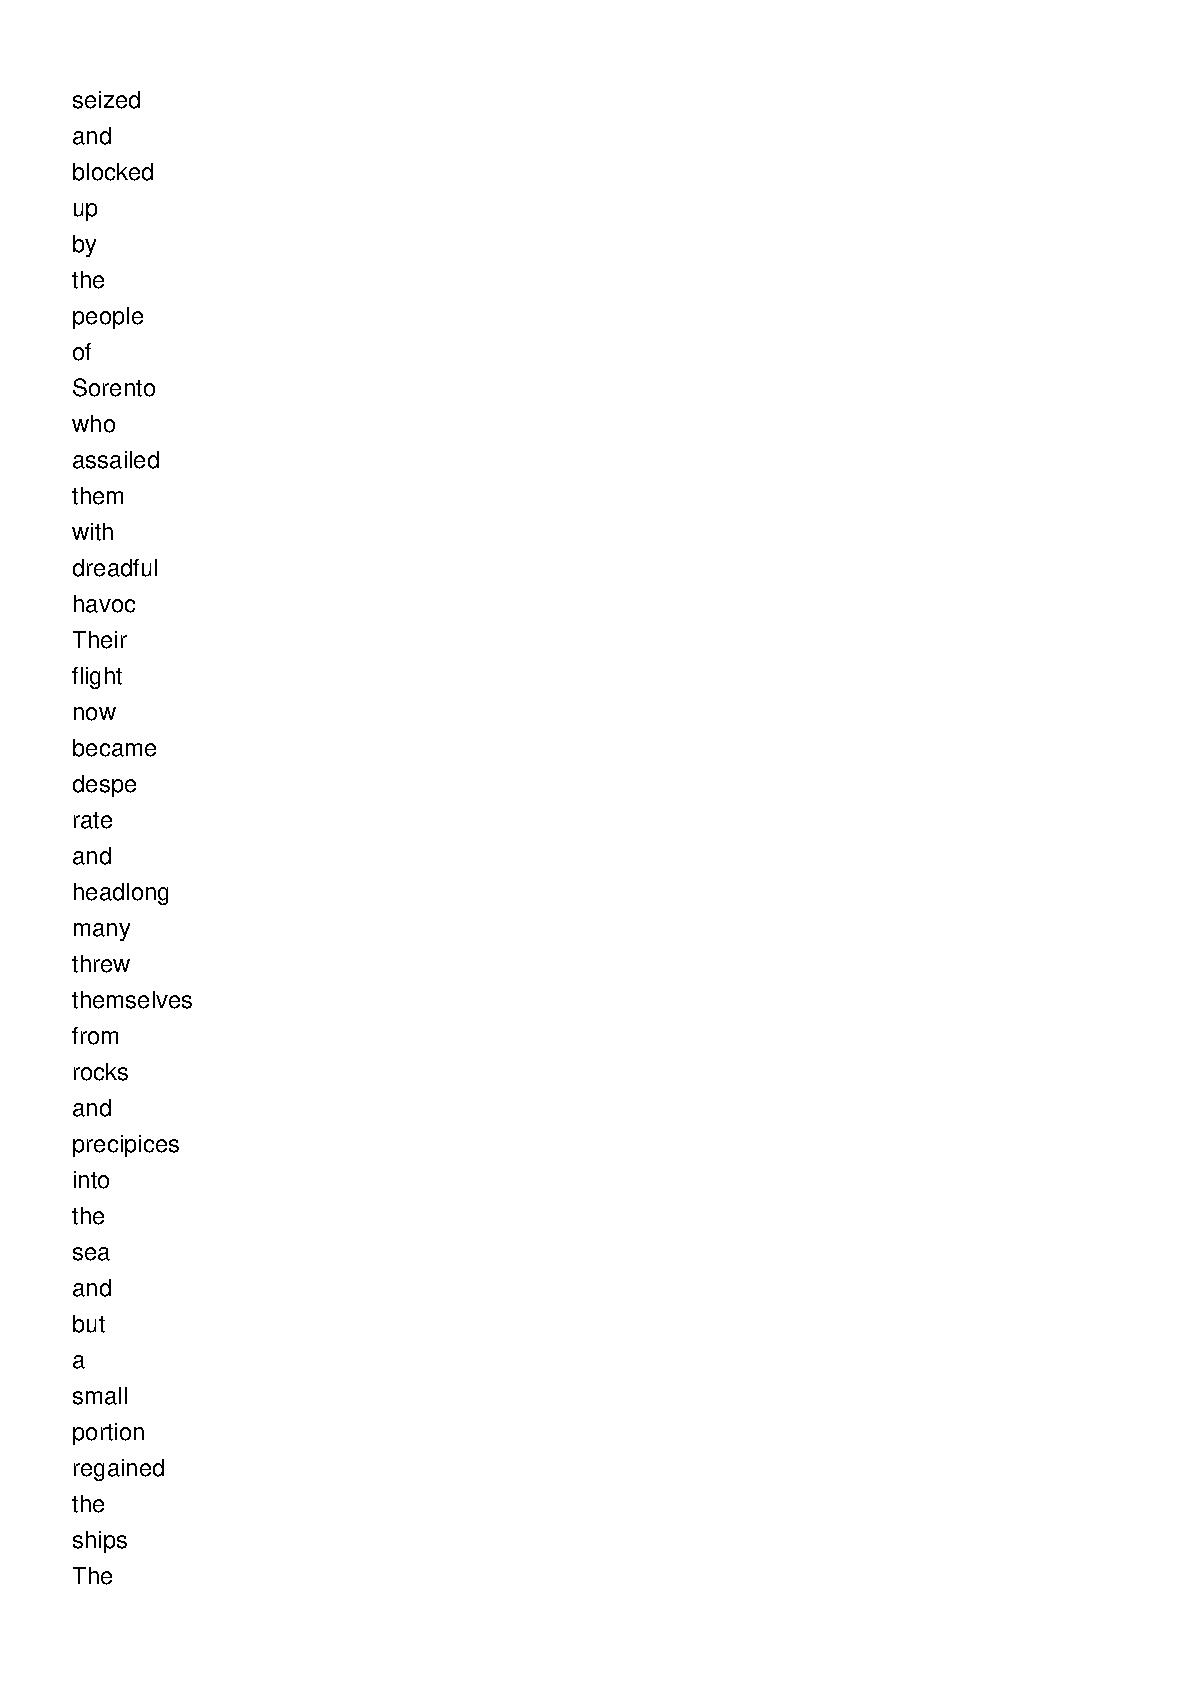 seized
and
blocked
up
by
the
people
of
Sorento
who
assailed
them
with
dreadful
havoc
Their
flight
now
became
despe
rate
and
headlong
many
threw
themselves
from
rocks
and
precipices
into
the
sea
and
but
a
small
portion
regained
the
ships
The